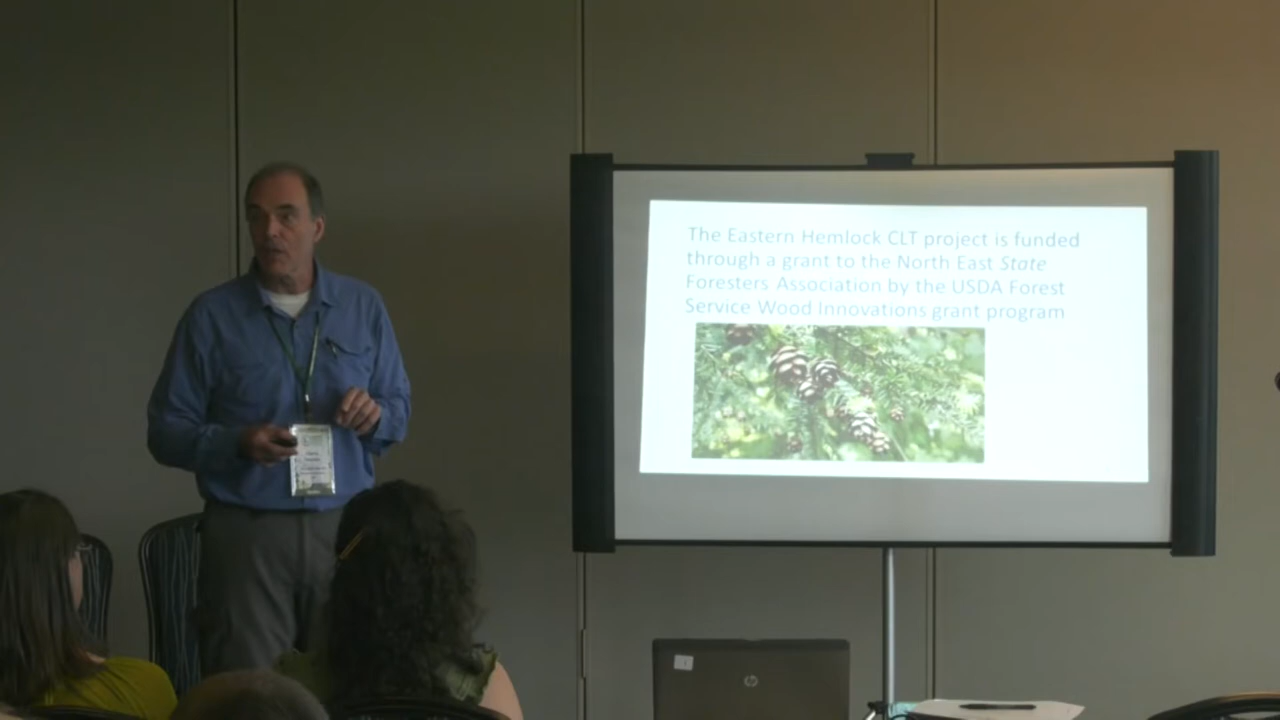 The Eastern Hemlock CLT project is funded
through a grant to the North East State
Foresters Association by the USDA Forest
Service Wood Innovations grant program
hp